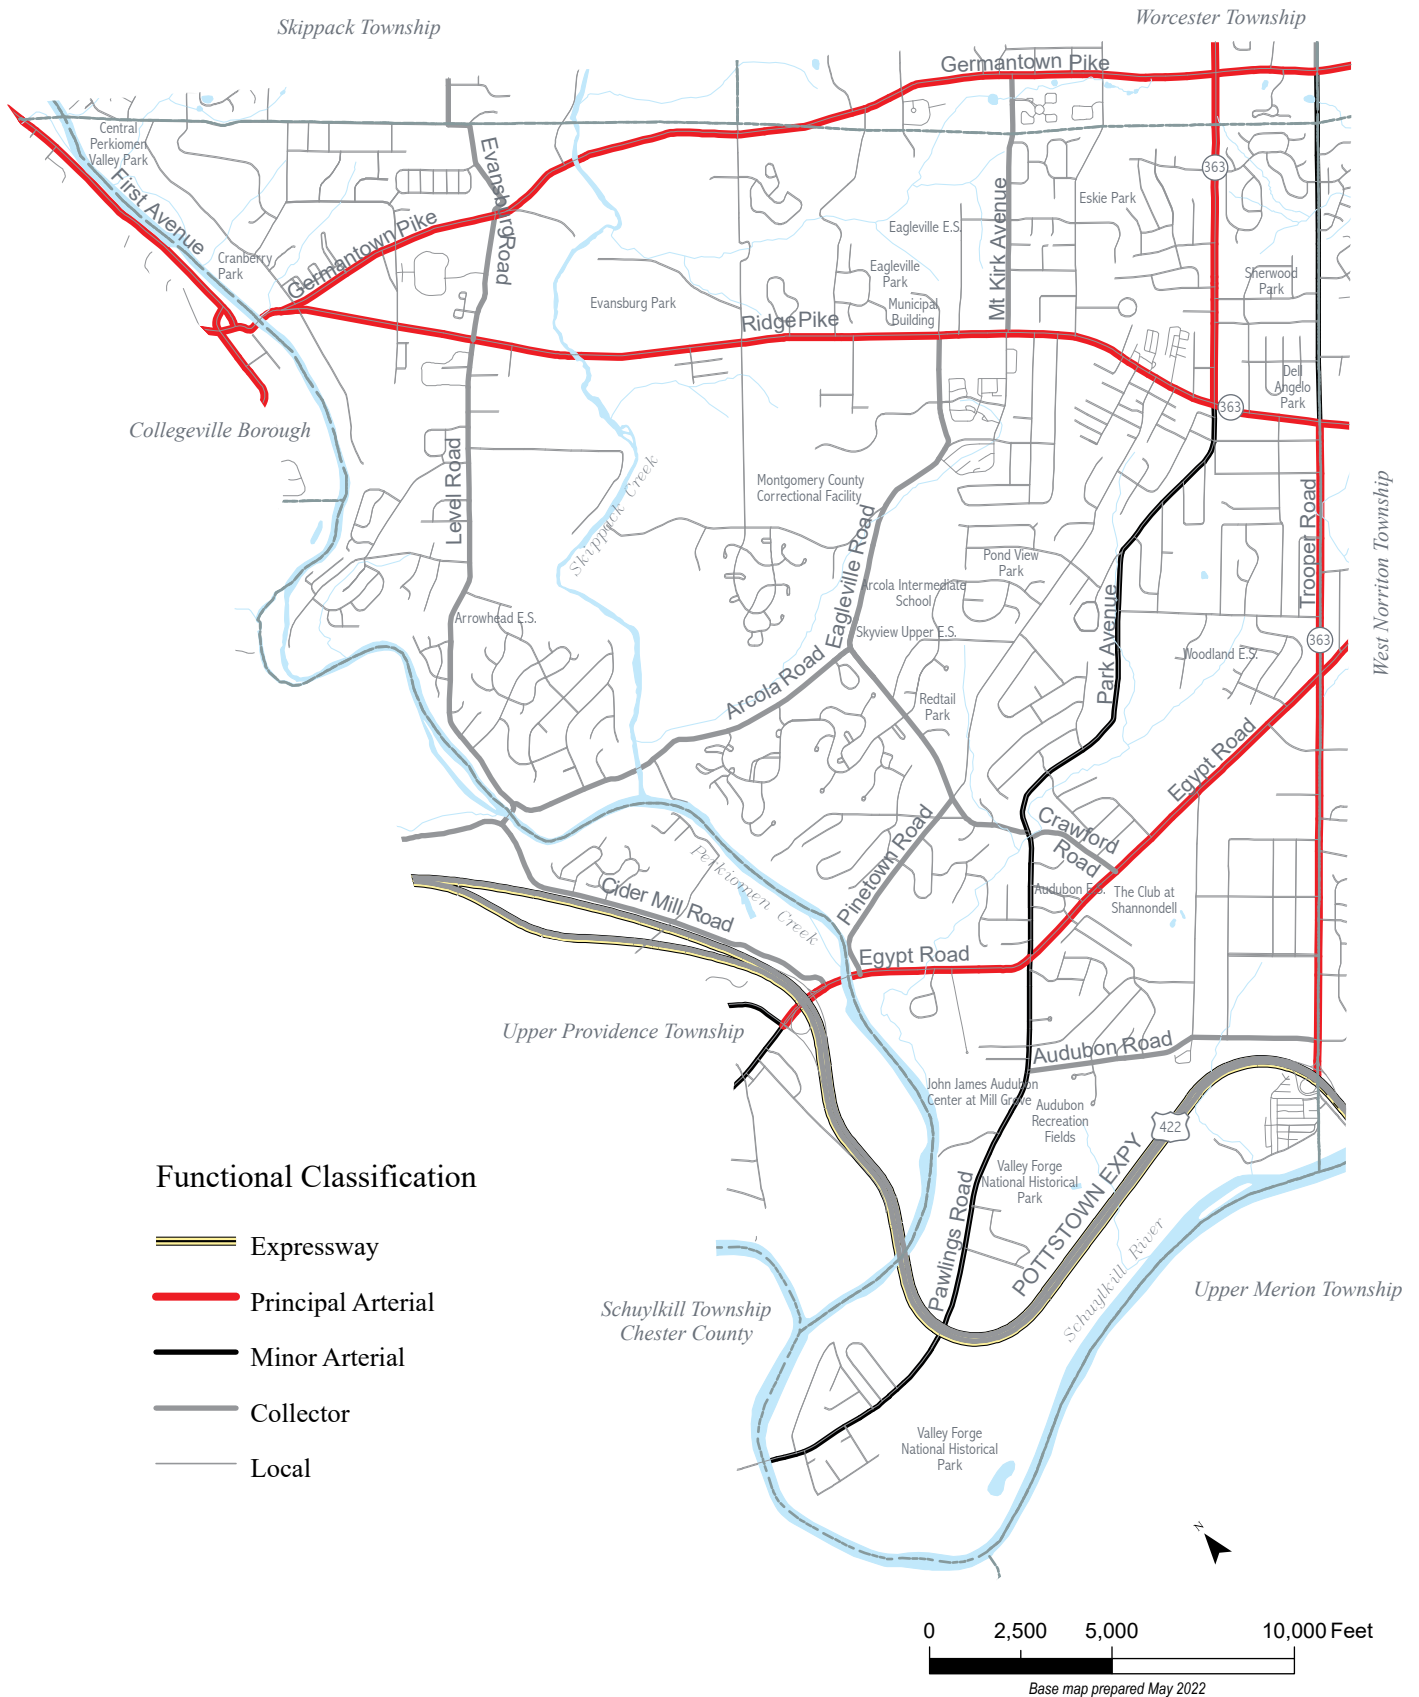 Skippack Township
Worcester Township
Germantown Pike
Central
Perkiomen
Valley Park
First Avenue
Evansburg Road
363
Mt Kirk Avenue
Eskie Park
Eagleville E.S.
Germantown Pike
Cranberry
Park
Eagleville
Park
Sherwood
Park
Evansburg Park
Municipal
Building
Ridge Pike
Dell
Angelo
Park
363
Collegeville Borough
Level Road
Skippack Creek
Montgomery County
Correctional Facility
Eagleville Road
Trooper Road
West Norriton Township
Pond View
Park
Arcola Intermediate
School
Park Avenue
Arrowhead E.S.
Skyview Upper E.S.
363
Woodland E.S.
Arcola Road
Redtail
Park
Egypt Road
Crawford
Road
Pinetown Road
Perkiomen Creek
Cider Mill Road
Audubon E.S.
The Club at
Shannondell
Egypt Road
Upper Providence Township
Audubon Road
John James Audubon
Center at Mill Grove
Audubon
Recreation
Fields
422
POTTSTOWN EXPY
Valley Forge
National Historical
Park
Pawlings Road
Schuylkill River
Upper Merion Township
Schuylkill Township
Chester County
Functional Classification
Expressway
Principal Arterial
Minor Arterial
Collector
Local
Valley Forge
National Historical
Park
N
0 2,500 5,000 10,000 Feet
Base map prepared May 2022